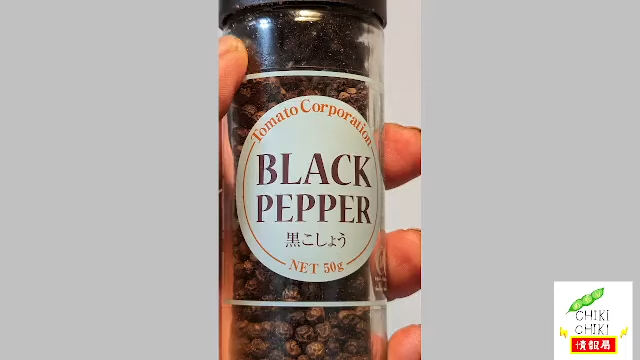 Tomato Corporation
BLACK
PEPPER
黒こしょう
NET 50g
CHIKI
CHIKI
情報局